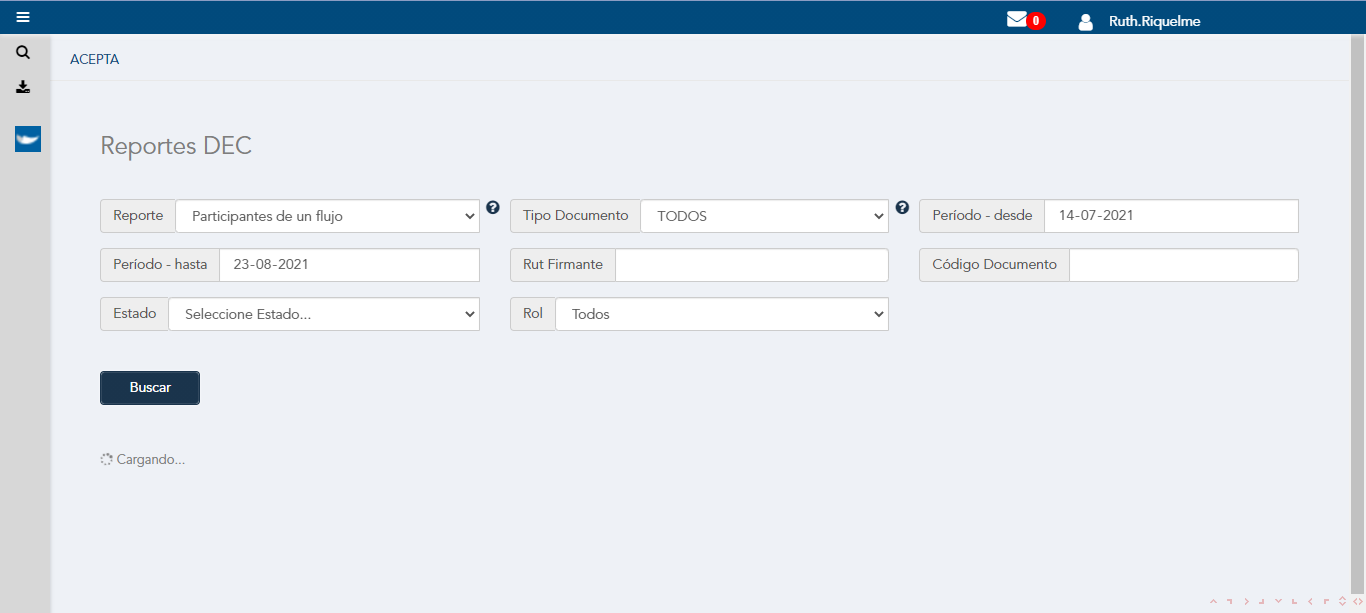 0 Ruth.Riquelme
ACEPTA
Reportes DEC
Reporte Participantes de un flujo ? Tipo Documento TODOS ? Período - desde 14-07-2021
Período - hasta 23-08-2021 Rut Firmante Código Documento
Estado Seleccione Estado... Rol Todos
Buscar
Cargando...